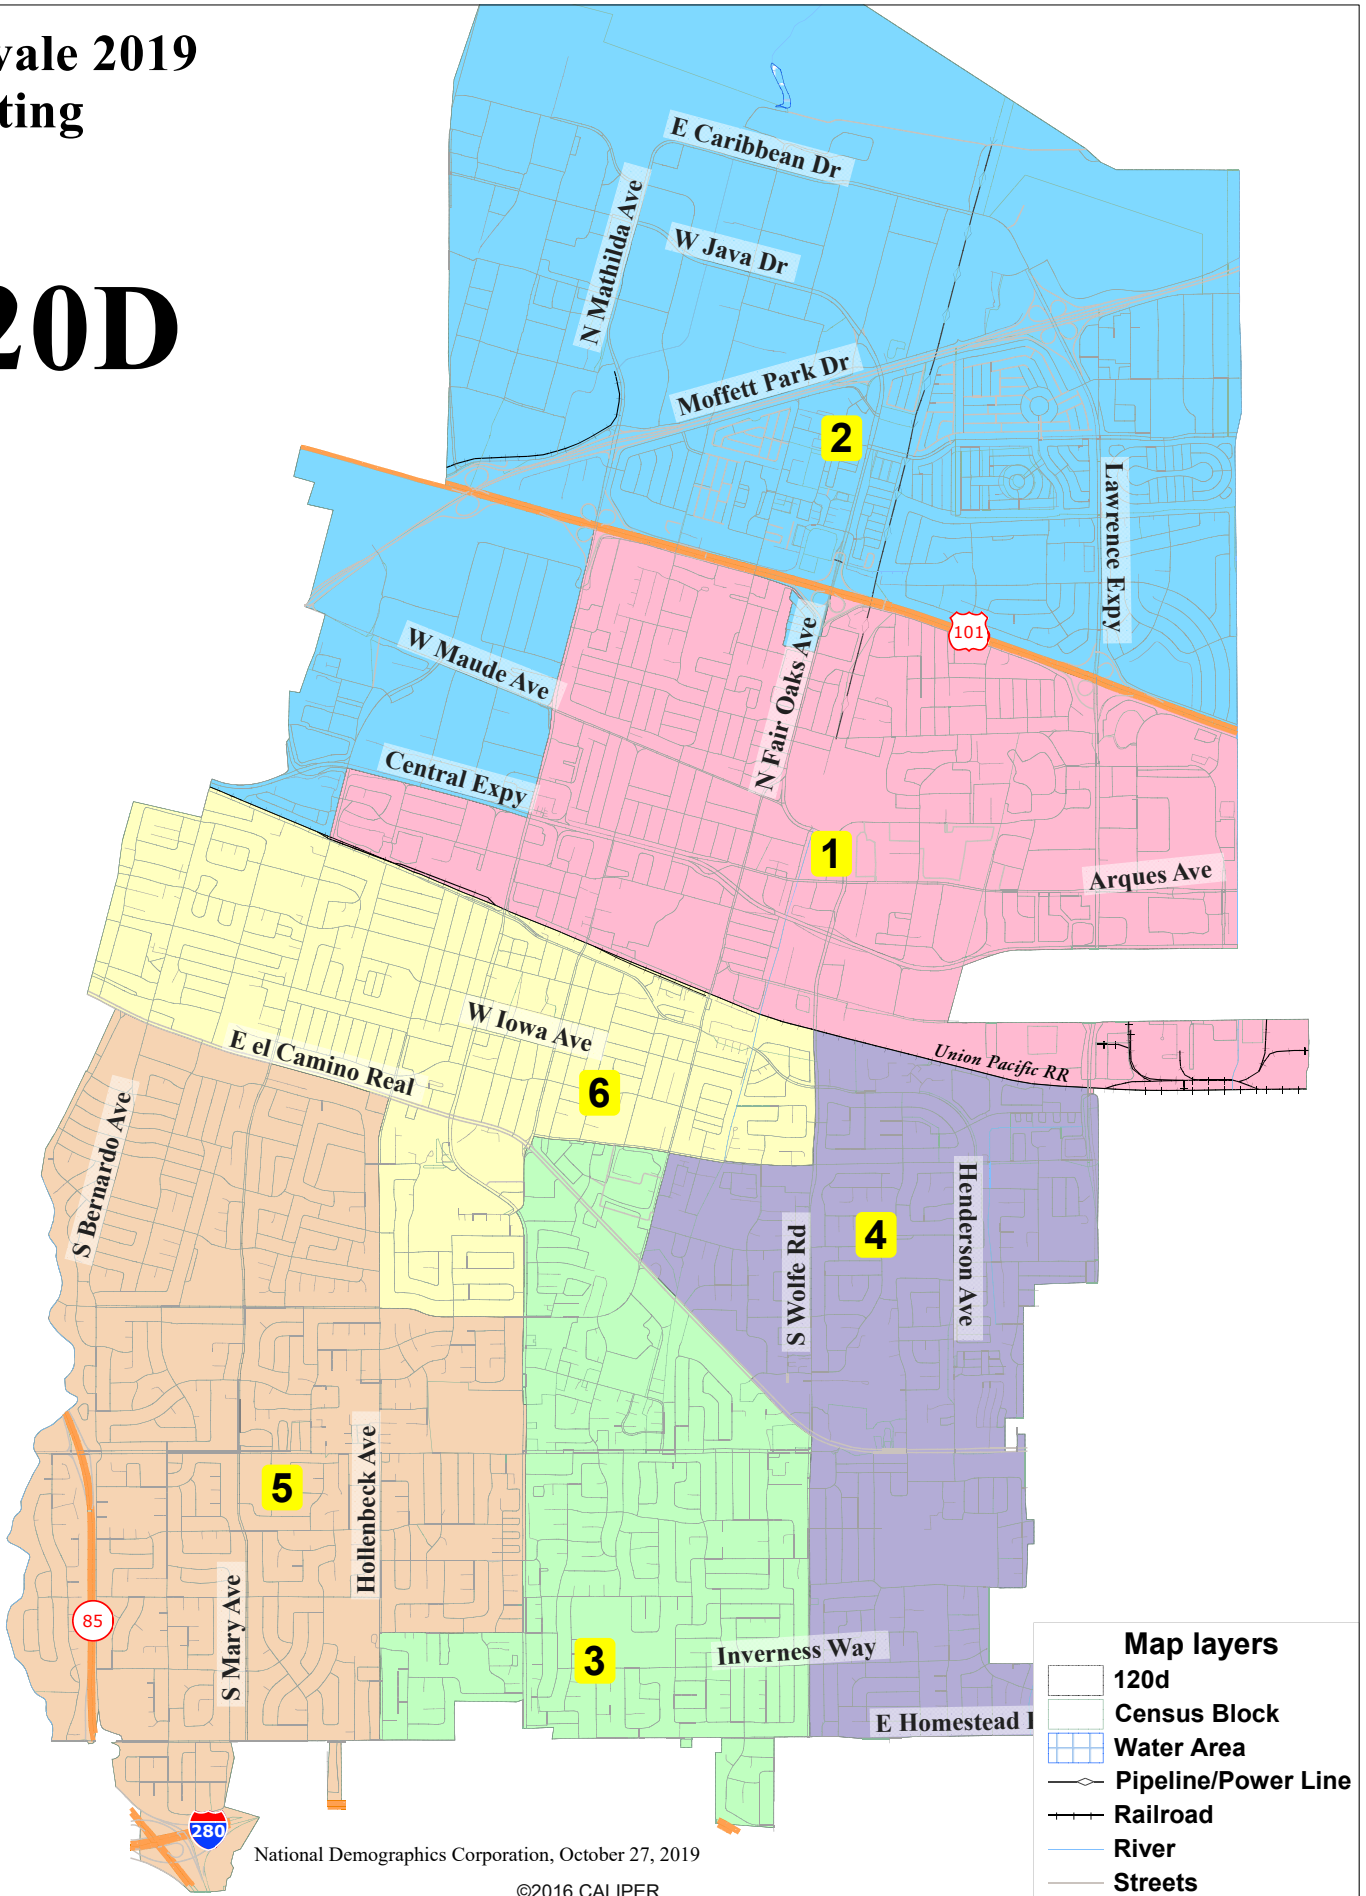 vale 2019
ting
20D
E Caribbean Dr
N Mathilda Ave
W Java Dr
Moffett Park Dr
2
Lawrence Expy
101
W Maude Ave
N Fair Oaks Ave
Central Expy
1
Arques Ave
W Iowa Ave
E el Camino Real
Union Pacific RR
6
S Bernardo Ave
Henderson Ave
4
S Wolfe Rd
Hollenbeck Ave
5
S Mary Ave
85
3
Inverness Way
E Homestead
280
Map layers
120d
Census Block
Water Area
Pipeline/Power Line
Railroad
River
Streets
National Demographics Corporation, October 27, 2019
©2016 CALIPER